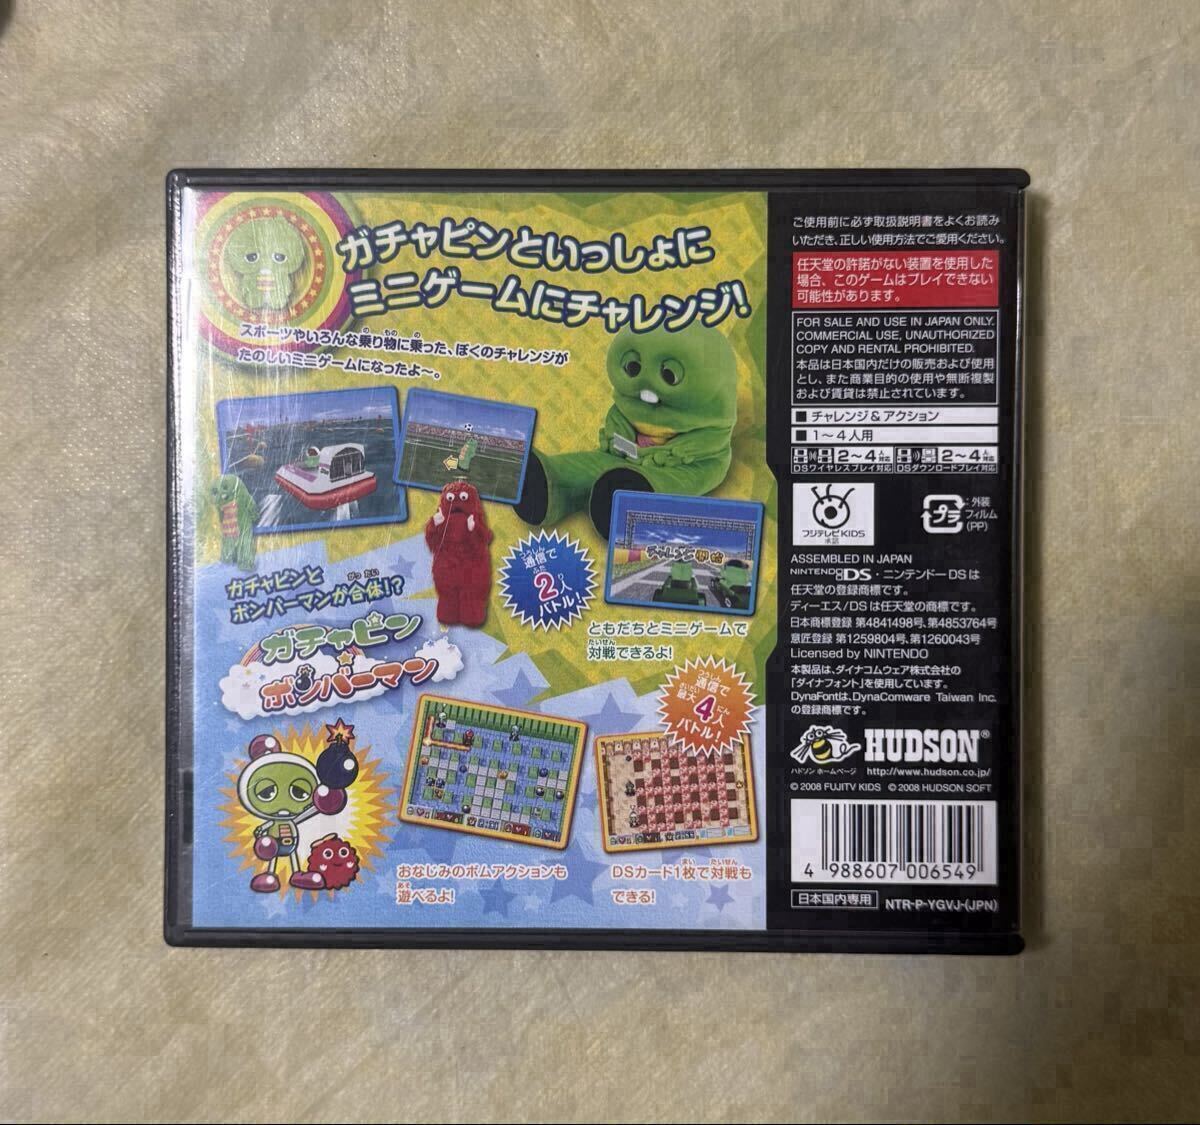 ガチャピンといっしょに
ミニゲームにチャレンジ!
スポーツやいろんな乗り物に乗った、ぼくのチャレンジが
たのしいミニゲームになったよ〜。
チャレンジ
通信で
2人
バトル!
ともだちとミニゲームで
対戦できるよ!
ガチャピンと
ボンバーマンが合体!?
ガチャピン
☆
ボンバーマン
通信で
最大4人
バトル!
おなじみのボムアクションも
遊べるよ!
DSカード1枚で対戦も
できる!
ご使用前に必ず取扱説明書をよくお読み
いただき、正しい使用方法でご愛用ください。
任天堂の許諾がない装置を使用した
場合、このゲームはプレイできない
可能性があります。
FOR SALE AND USE IN JAPAN ONLY.
COMMERCIAL USE, UNAUTHORIZED
COPY AND RENTAL PROHIBITED.
本品は日本国内だけの販売および使用
とし、また商業目的の使用や無断複製
および賃貸は禁止されています。
■ チャレンジ&アクション
■ 1〜4人用
2〜4人対応 2〜4人対応
DSワイヤレスプレイ対応 DSダウンロードプレイ対応
フジテレビKIDS
承認
プラ
:外装
フィルム
(PP)
ASSEMBLED IN JAPAN
NINTENDO DS・ニンテンドーDSは
任天堂の登録商標です。
ディーエス/DSは任天堂の商標です。
日本商標登録 第4841498号、第4853764号
意匠登録 第1259804号、第1260043号
Licensed by NINTENDO
本製品は、ダイナコムウェア株式会社の
「ダイナフォント」を使用しています。
DynaFontは、DynaComware Taiwan Inc.
の登録商標です。
HUDSON®
ハドソン ホームページ http://www.hudson.co.jp/
© 2008 FUJITV KIDS © 2008 HUDSON SOFT
4 988607 006549
日本国内専用 NTR-P-YGVJ-(JPN)